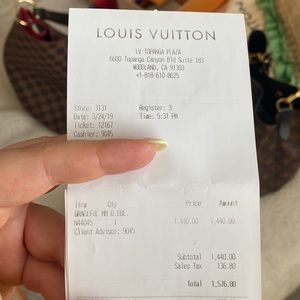 LOUIS VUITTON
LV TOPANGA PLAZA
6600 Topanga Canyon Bld Suite 183
WOODLAND, CA 91303
+1-818-610-8625
Store: 3131 Register: 3
Date: 3/24/19 Time: 5:31 PM
Ticket: 12167
Cashier: 9045
Item Qty Price Amount
GRACEFUL MM D.EBE.
N44045 1 1,440.00 1,440.00
Client Advisor: 9045
Subtotal 1,440.00
Sales Tax 136.80
Total 1,576.80